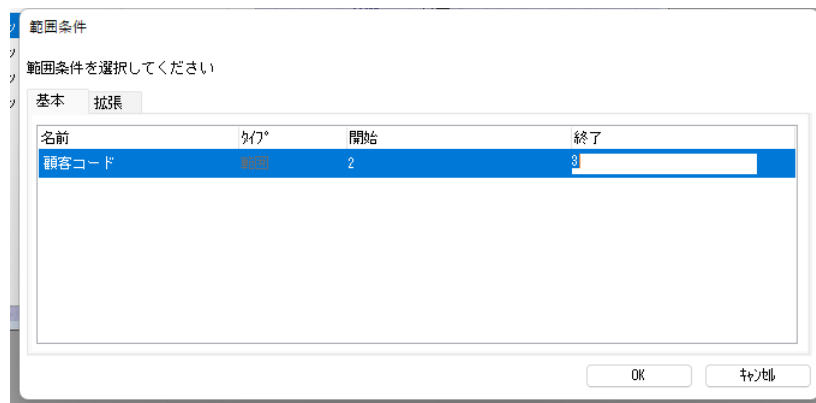 範囲条件
範囲条件を選択してください
基本 拡張
名前 ﾀｲﾌﾟ 開始 終了
顧客コード 範囲 2 3
OK ｷｬﾝｾﾙ